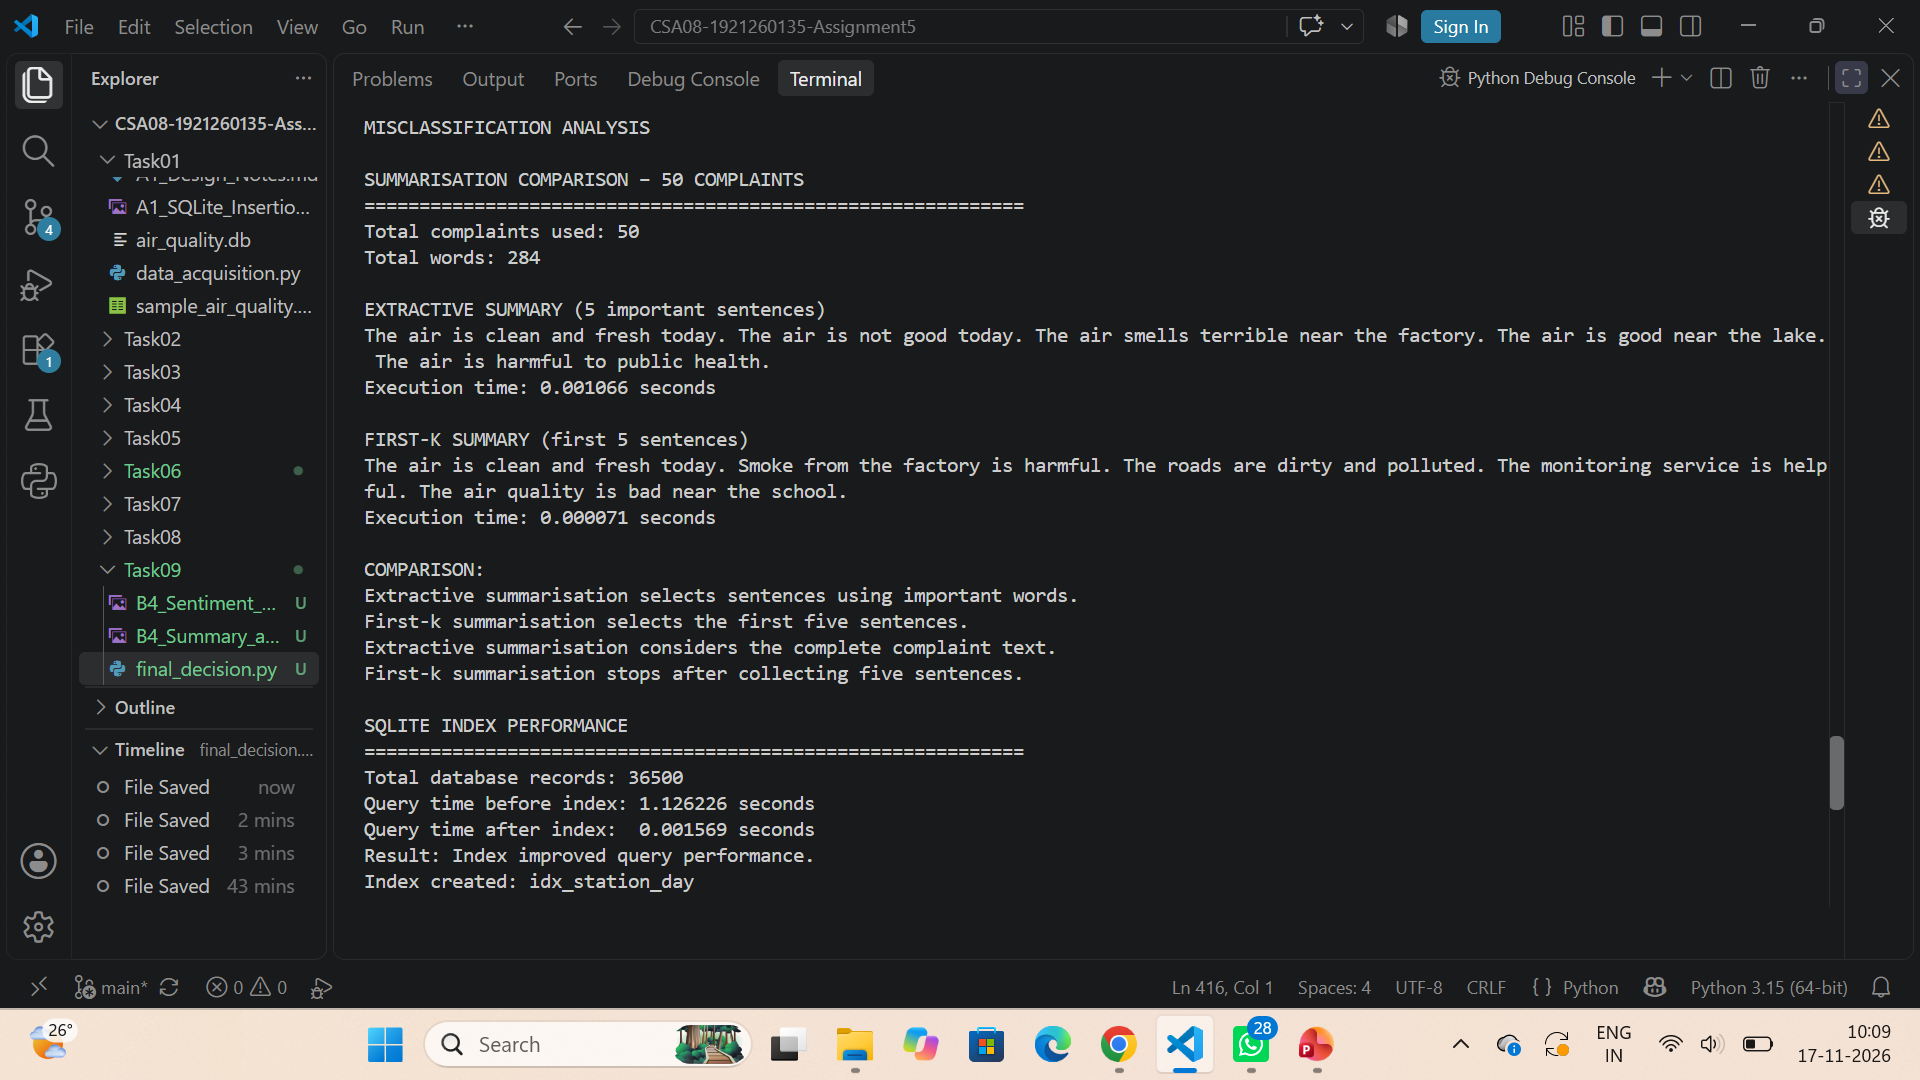 File Edit Selection View Go Run ··· CSA08-1921260135-Assignment5 Sign In
Explorer ···
CSA08-1921260135-Ass...
Task01
A1_Design_Notes.md
A1_SQLite_Insertio...
air_quality.db
data_acquisition.py
sample_air_quality....
Task02
Task03
Task04
Task05
Task06
Task07
Task08
Task09
B4_Sentiment_... U
B4_Summary_a... U
final_decision.py U
Outline
Timeline final_decision....
File Saved now
File Saved 2 mins
File Saved 3 mins
File Saved 43 mins
4
1
Problems Output Ports Debug Console Terminal Python Debug Console
MISCLASSIFICATION ANALYSIS
SUMMARISATION COMPARISON – 50 COMPLAINTS
============================================================
Total complaints used: 50
Total words: 284
EXTRACTIVE SUMMARY (5 important sentences)
The air is clean and fresh today. The air is not good today. The air smells terrible near the factory. The air is good near the lake.
The air is harmful to public health.
Execution time: 0.001066 seconds
FIRST-K SUMMARY (first 5 sentences)
The air is clean and fresh today. Smoke from the factory is harmful. The roads are dirty and polluted. The monitoring service is help
ful. The air quality is bad near the school.
Execution time: 0.000071 seconds
COMPARISON:
Extractive summarisation selects sentences using important words.
First-k summarisation selects the first five sentences.
Extractive summarisation considers the complete complaint text.
First-k summarisation stops after collecting five sentences.
SQLITE INDEX PERFORMANCE
============================================================
Total database records: 36500
Query time before index: 1.126226 seconds
Query time after index:  0.001569 seconds
Result: Index improved query performance.
Index created: idx_station_day
main* 0 0 Ln 416, Col 1 Spaces: 4 UTF-8 CRLF { } Python Python 3.15 (64-bit)
26° Search 28 ENG IN 10:09
17-11-2026